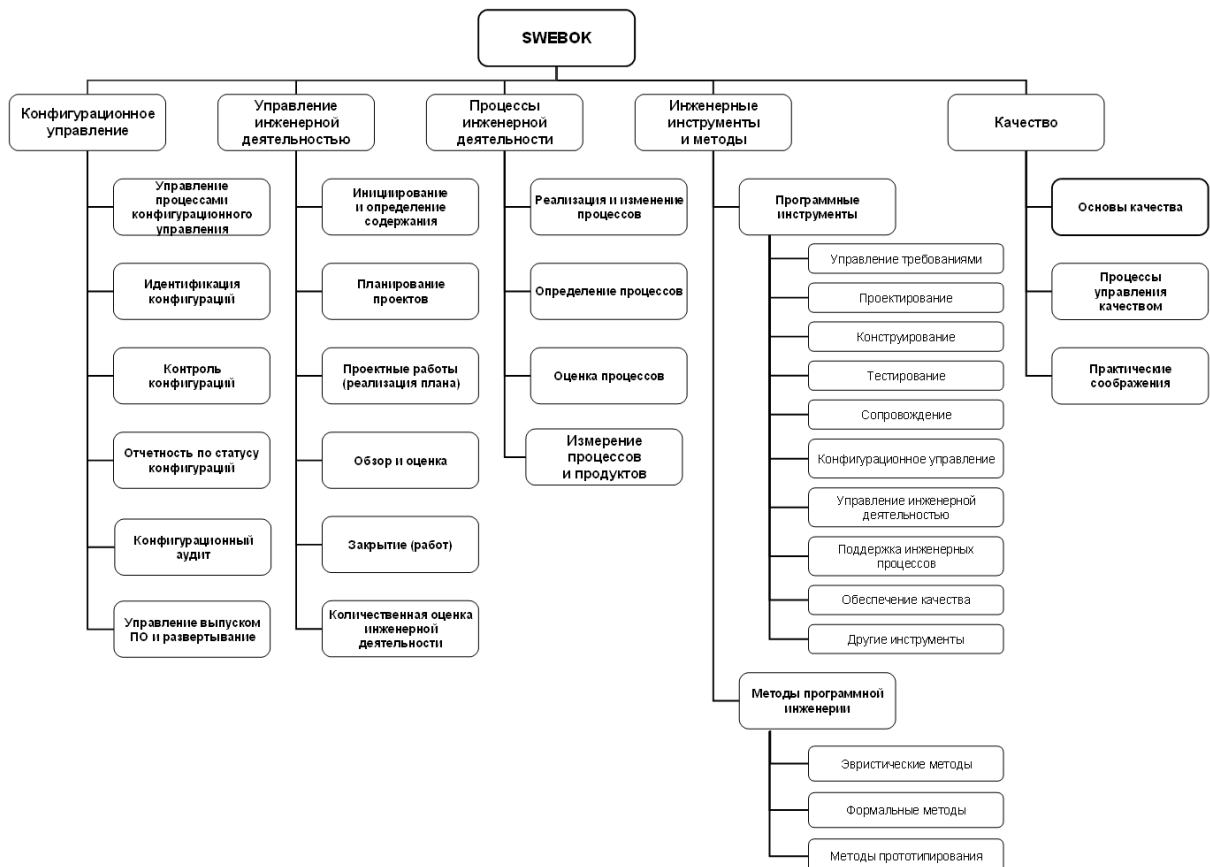 SWEBOK
Конфигурационное
управление
Управление
процессами
конфигурационного
управления
Идентификация
конфигураций
Контроль
конфигураций
Отчетность по статусу
конфигураций
Конфигурационный
аудит
Управление выпуском
ПО и развертывание
Управление
инженерной
деятельностью
Инициирование
и определение
содержания
Планирование
проектов
Проектные работы
(реализация плана)
Обзор и оценка
Закрытие (работ)
Количественная оценка
инженерной
деятельности
Процессы
инженерной
деятельности
Реализация и изменение
процессов
Определение процессов
Оценка процессов
Измерение
процессов
и продуктов
Инженерные
инструменты
и методы
Программные
инструменты
Управление требованиями
Проектирование
Конструирование
Тестирование
Сопровождение
Конфигурационное управление
Управление инженерной
деятельностью
Поддержка инженерных
процессов
Обеспечение качества
Другие инструменты
Методы программной
инженерии
Эвристические методы
Формальные методы
Методы прототипирования
Качество
Основы качества
Процессы
управления
качеством
Практические
соображения